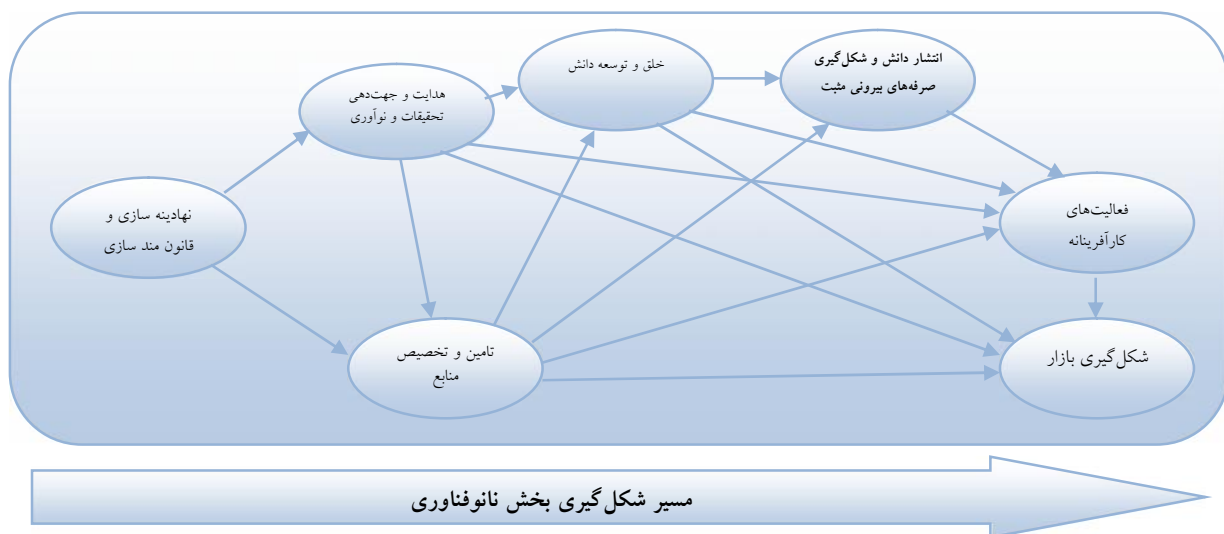 انتشار دانش و شکل‌گیری
صرفه‌های بیرونی مثبت
خلق و توسعه دانش
هدایت و جهت‌دهی
تحقیقات و نوآوری
نهادینه سازی و
قانون مند سازی
فعالیت‌های
کارآفرینانه
تامین و تخصیص
منابع
شکل‌گیری بازار
مسیر شکل‌گیری بخش نانوفناوری